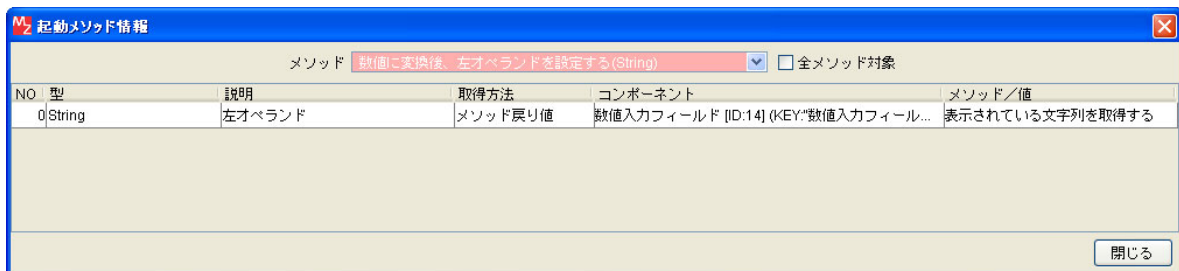 起動メソッド情報
メソッド 数値に変換後、左オペランドを設定する(String) 全メソッド対象
NO 型 説明 取得方法 コンポーネント メソッド／値
0 String 左オペランド メソッド戻り値 数値入力フィールド [ID:14] (KEY:"数値入力フィール... 表示されている文字列を取得する
閉じる